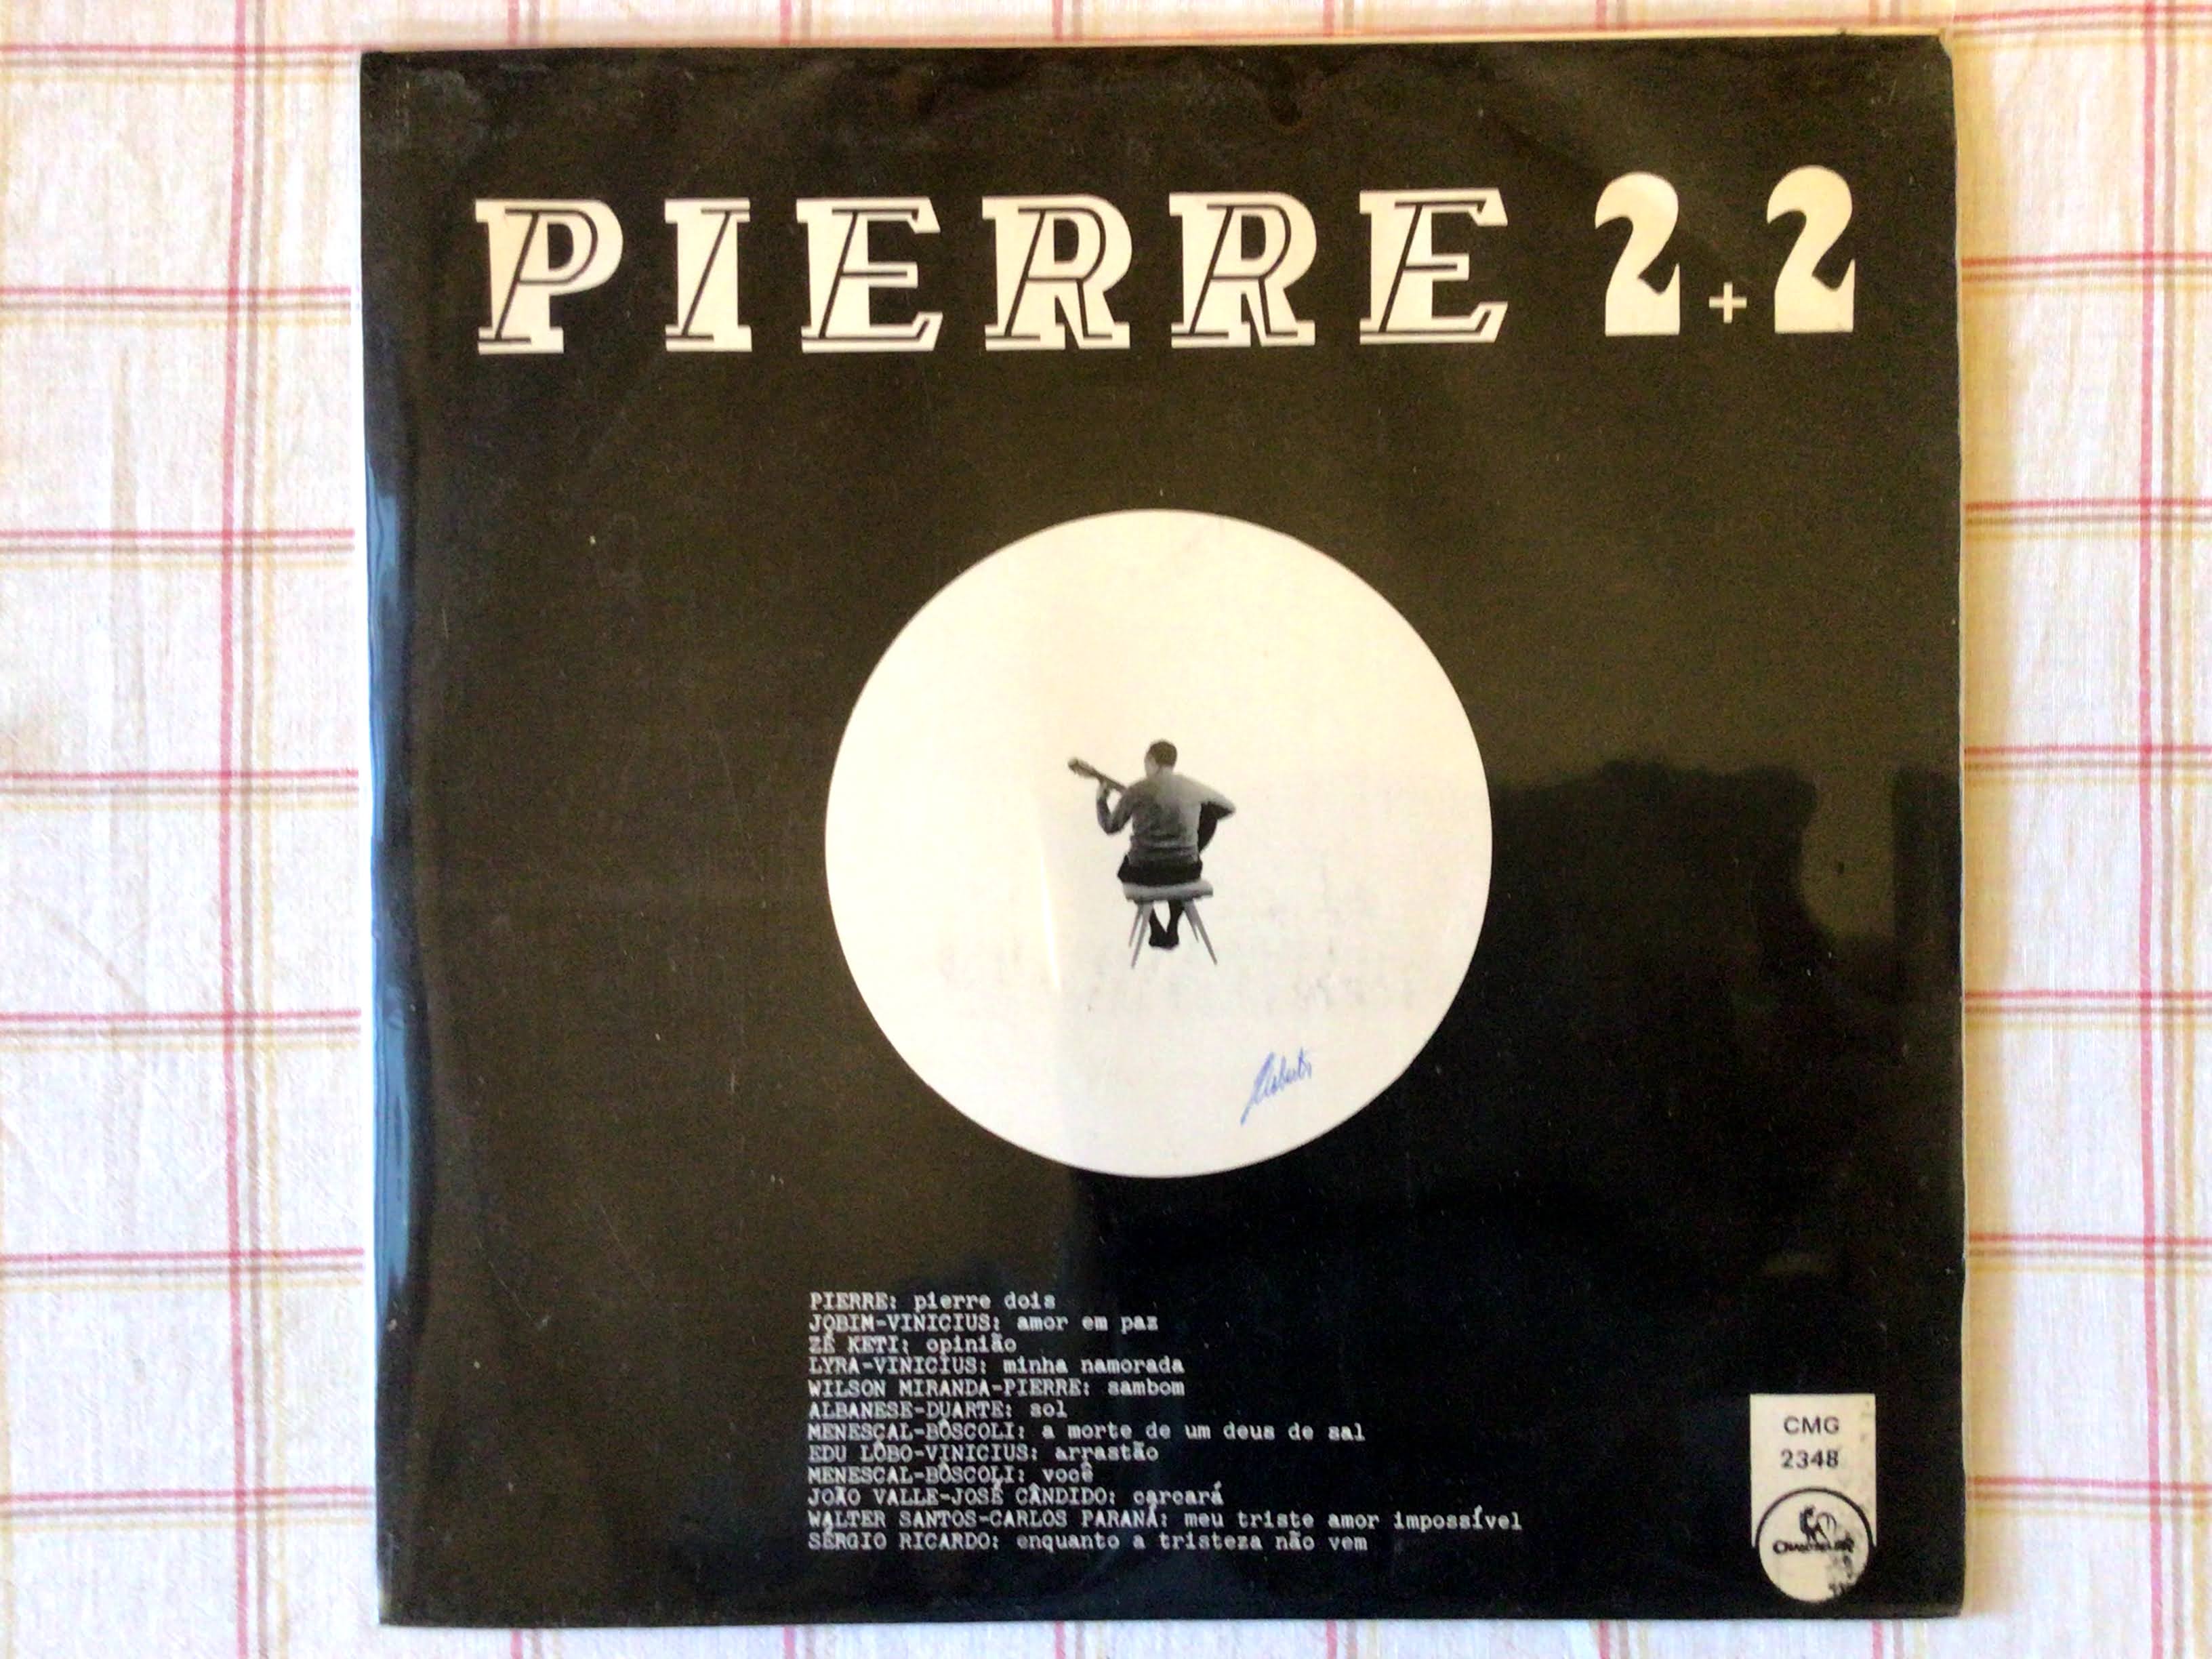 PIERRE 2+2
PIERRE: pierre dois
JOBIM-VINICIUS: amor em paz
ZÉ KETI: opinião
LYRA-VINICIUS: minha namorada
WILSON MIRANDA-PIERRE: sambom
ALBANESE-DUARTE: sol
MENESCAL-BÔSCOLI: a morte de um deus de sal
EDU LÔBO-VINICIUS: arrastão
MENESCAL-BÔSCOLI: você
JOÃO VALLE-JOSÉ CÂNDIDO: carcará
WALTER SANTOS-CARLOS PARANÁ: meu triste amor impossível
SÉRGIO RICARDO: enquanto a tristeza não vem
CMG
2348
CHANTECLER